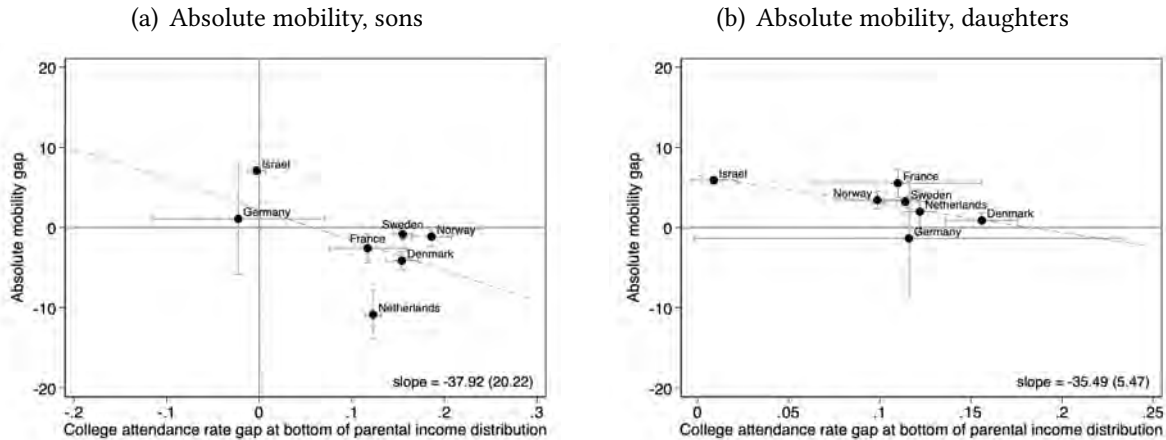 (a) Absolute mobility, sons
20
10
0
-10
-20
Absolute mobility gap
Israel
Germany
Sweden
Norway
France
Denmark
Netherlands
slope = -37.92 (20.22)
-.2 -.1 0 .1 .2 .3
College attendance rate gap at bottom of parental income distribution
(b) Absolute mobility, daughters
20
10
0
-10
-20
Absolute mobility gap
Israel
France
Norway
Sweden
Netherlands
Denmark
Germany
slope = -35.49 (5.47)
0 .05 .1 .15 .2 .25
College attendance rate gap at bottom of parental income distribution